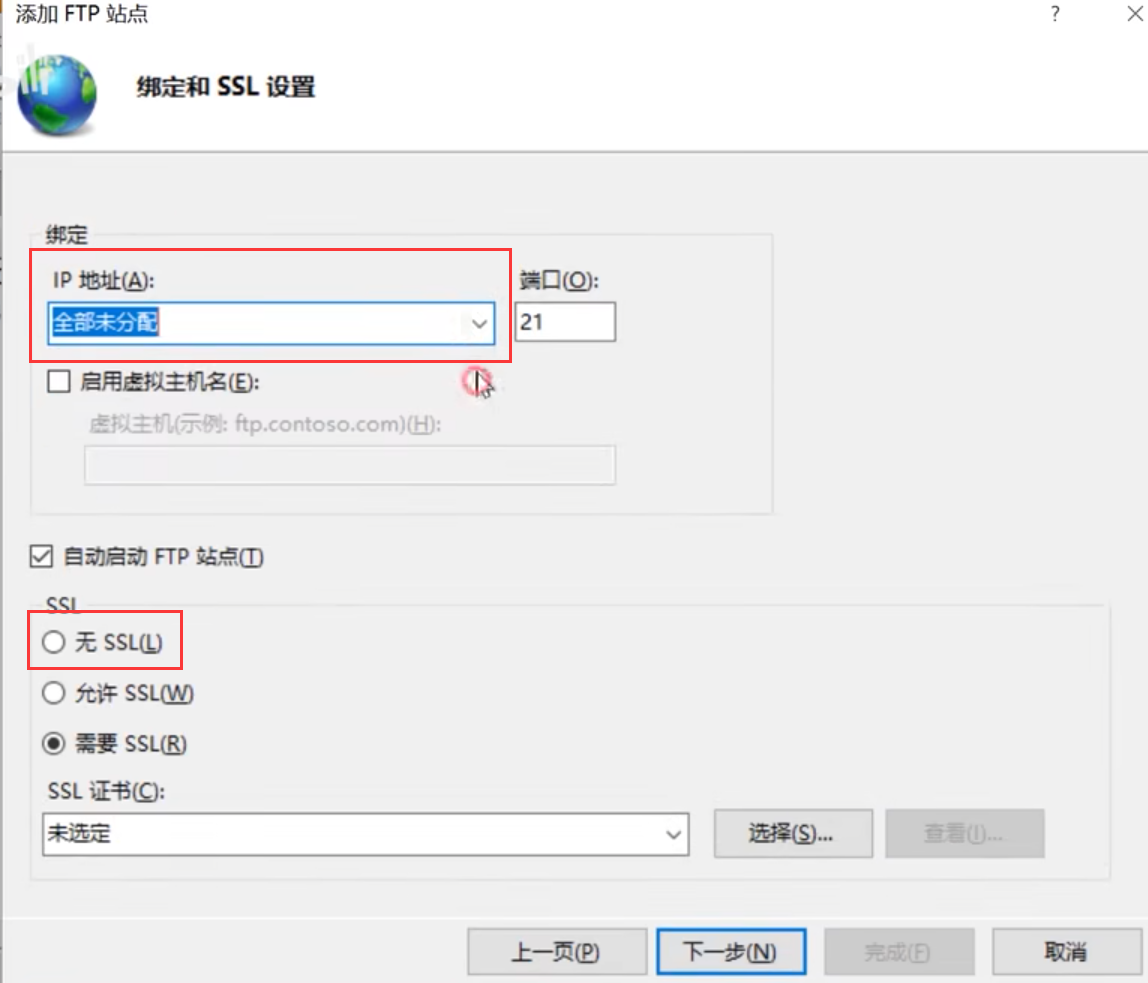 添加 FTP 站点
?
绑定和 SSL 设置
绑定
IP 地址(A):
端口(O):
全部未分配
21
启用虚拟主机名(E):
虚拟主机(示例: ftp.contoso.com)(H):
自动启动 FTP 站点(T)
SSL
无 SSL(L)
允许 SSL(W)
需要 SSL(R)
SSL 证书(C):
未选定
选择(S)...
查看(I)...
上一页(P)
下一步(N)
完成(F)
取消